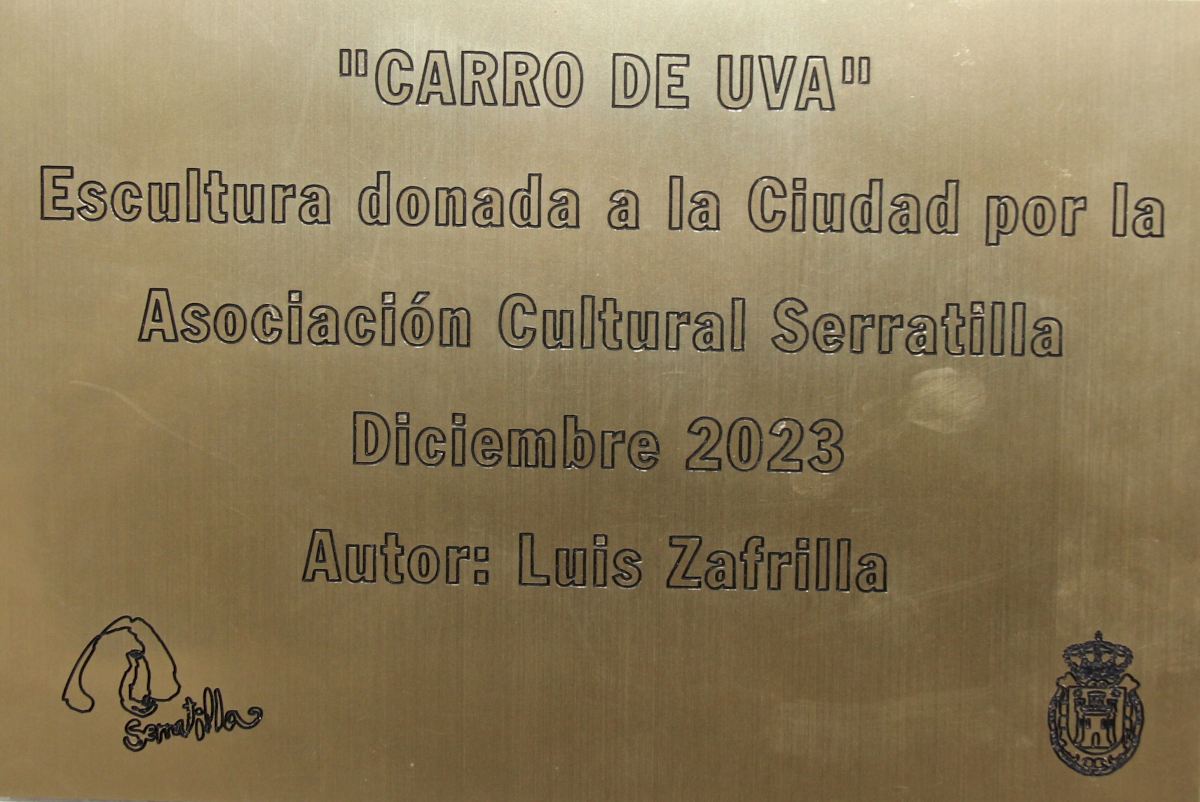 "CARRO DE UVA"
Escultura donada a la Ciudad por la
Asociación Cultural Serratilla
Diciembre 2023
Autor: Luis Zafrilla
Serratilla